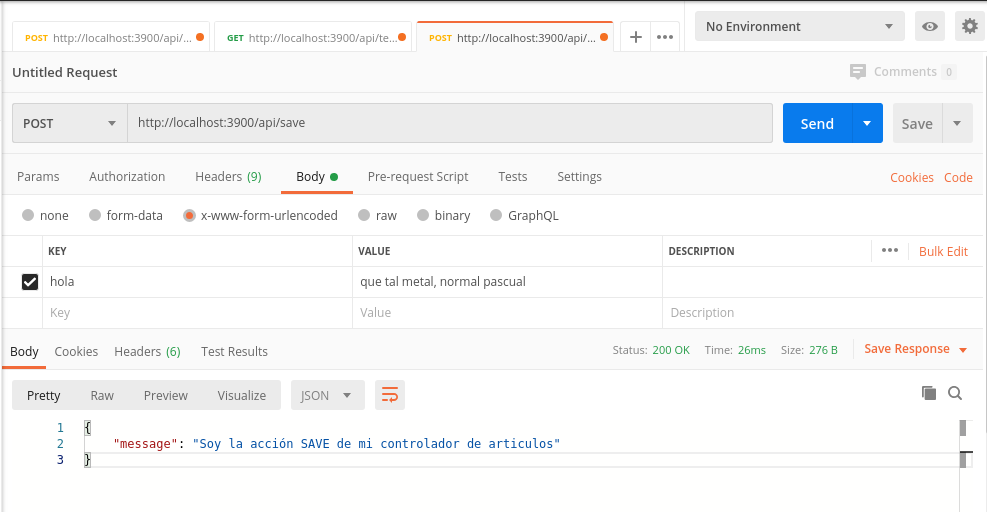 POST http://localhost:3900/api/... GET http://localhost:3900/api/te... POST http://localhost:3900/api/... No Environment
Untitled Request Comments 0
POST http://localhost:3900/api/save Send Save
Params Authorization Headers (9) Body Pre-request Script Tests Settings Cookies Code
none form-data x-www-form-urlencoded raw binary GraphQL
KEY VALUE DESCRIPTION Bulk Edit
hola que tal metal, normal pascual
Key Value Description
Body Cookies Headers (6) Test Results Status: 200 OK Time: 26ms Size: 276 B Save Response
Pretty Raw Preview Visualize JSON
1 {
2 "message": "Soy la acción SAVE de mi controlador de articulos"
3 }